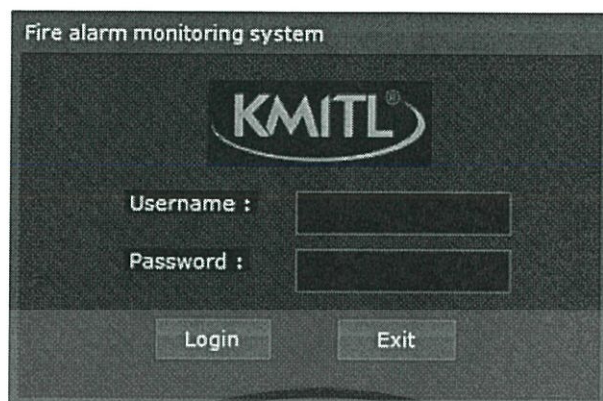 Fire alarm monitoring system
KMITL®
Username :
Password :
Login Exit